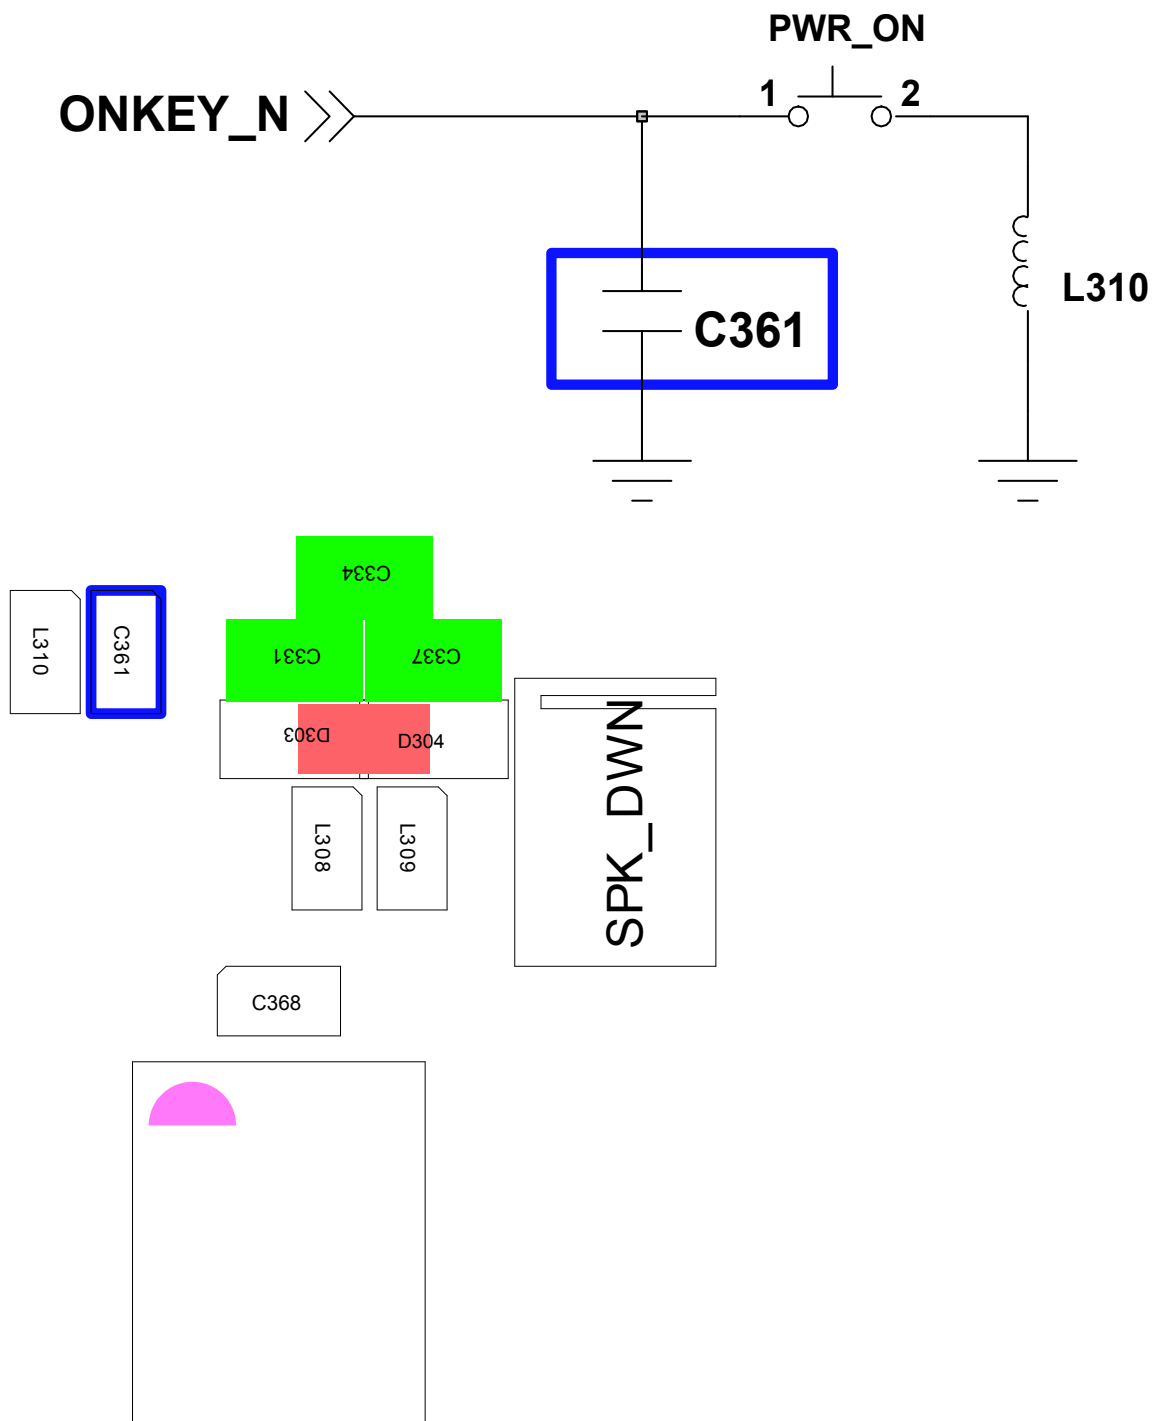 PWR_ON
ONKEY_N
1
2
L310
C361
C334
L310
C361
C331
C337
D303
D304
SPK_DWN
L308
L309
C368